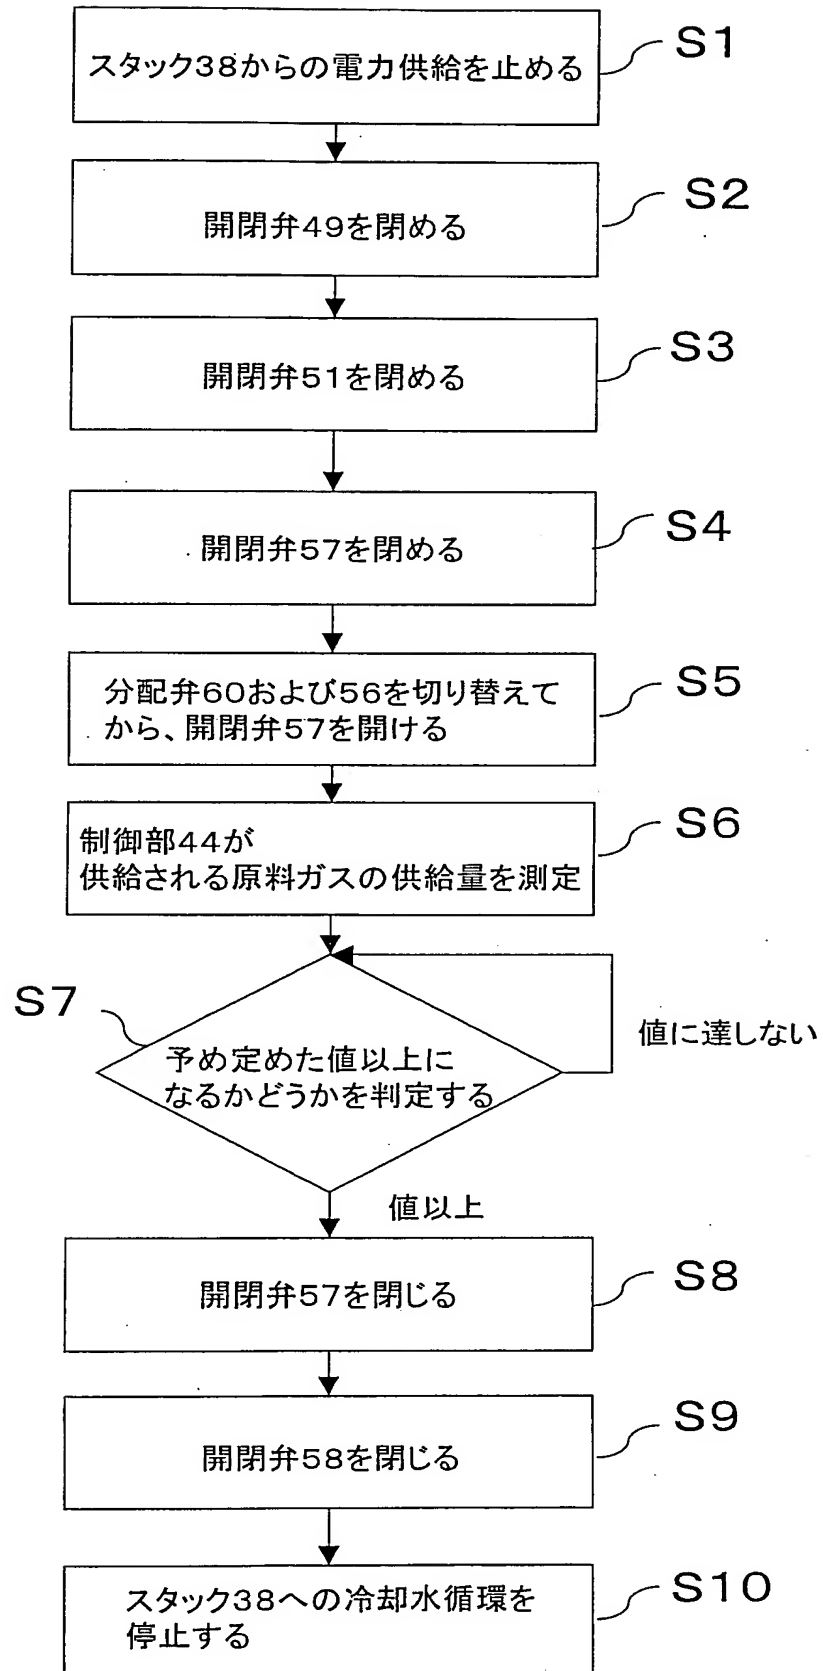 スタック38からの電力供給を止める
S1
開閉弁49を閉める
S2
開閉弁51を閉める
S3
開閉弁57を閉める
S4
分配弁60および56を切り替えて
から、開閉弁57を開ける
S5
制御部44が
供給される原料ガスの供給量を測定
S6
S7
予め定めた値以上に
なるかどうかを判定する
値に達しない
値以上
開閉弁57を閉じる
S8
開閉弁58を閉じる
S9
スタック38への冷却水循環を
停止する
S10